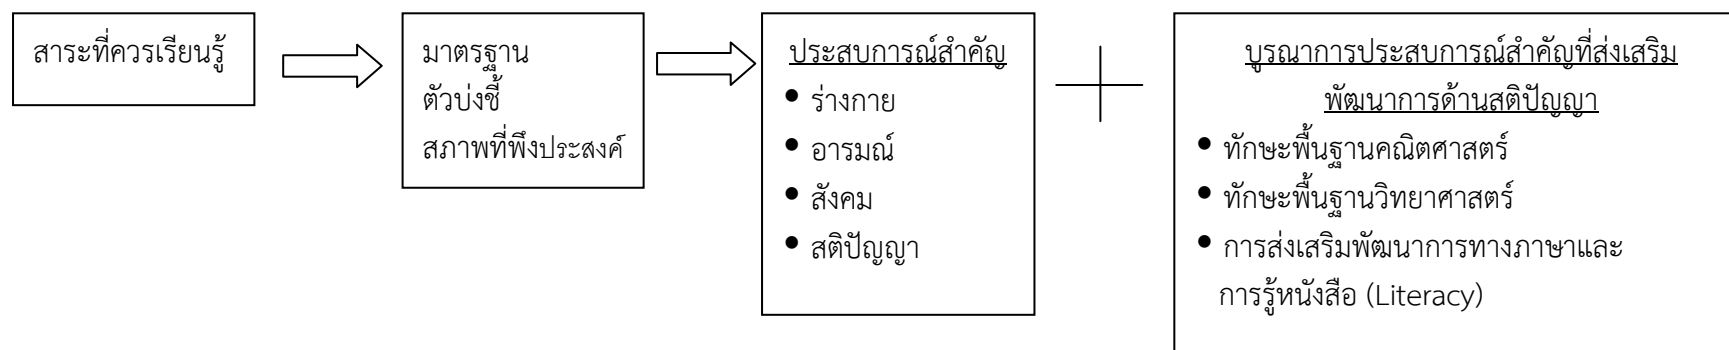 สาระที่ควรเรียนรู้
มาตรฐาน
ตัวบ่งชี้
สภาพที่พึงประสงค์
ประสบการณ์สำคัญ
• ร่างกาย
• อารมณ์
• สังคม
• สติปัญญา
บูรณาการประสบการณ์สำคัญที่ส่งเสริม
พัฒนาการด้านสติปัญญา
• ทักษะพื้นฐานคณิตศาสตร์
• ทักษะพื้นฐานวิทยาศาสตร์
• การส่งเสริมพัฒนาการทางภาษาและ
การรู้หนังสือ (Literacy)